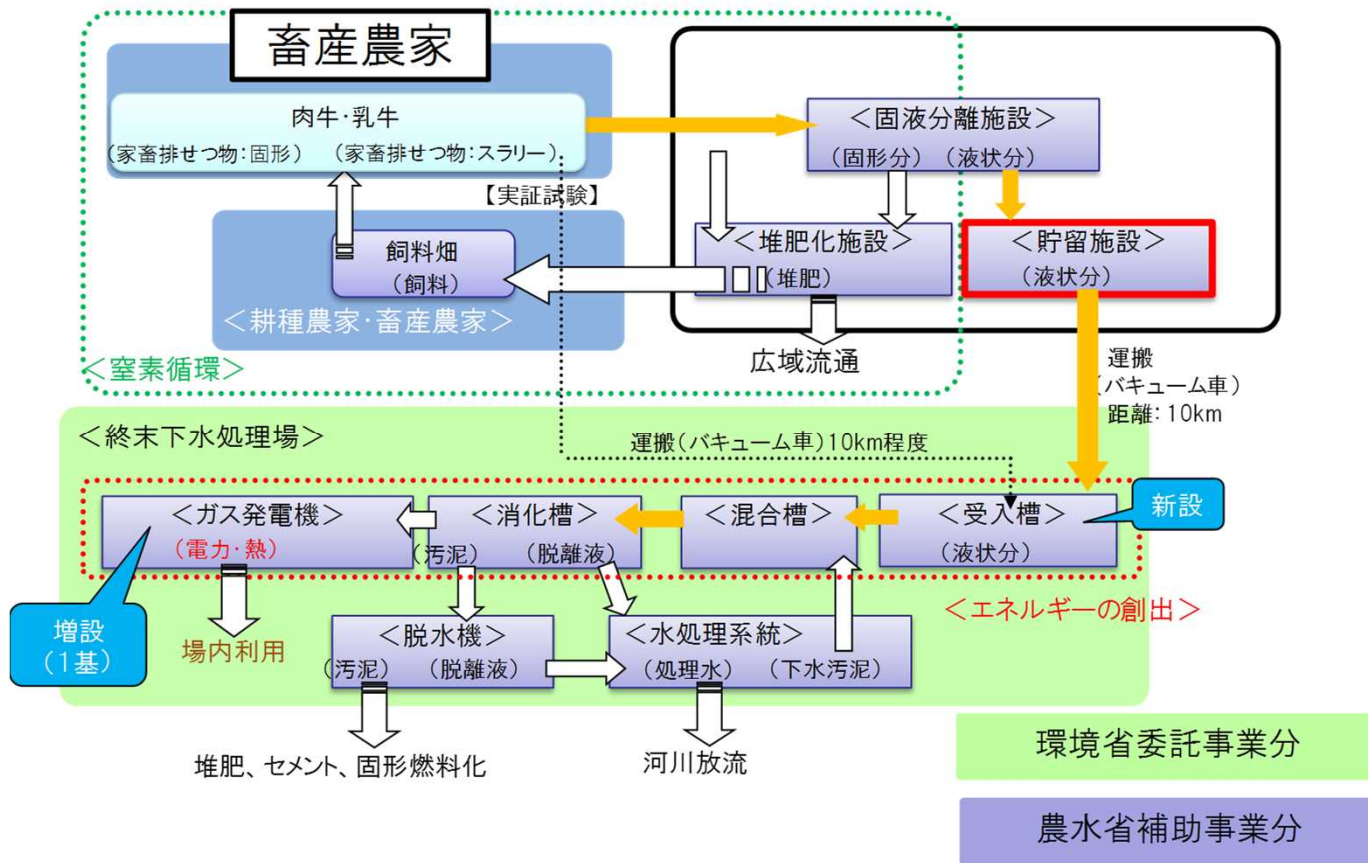 畜産農家
肉牛・乳牛
（家畜排せつ物：固形）　（家畜排せつ物：スラリー）
【実証試験】
飼料畑
（飼料）
＜耕種農家・畜産農家＞
＜窒素循環＞
＜固液分離施設＞
（固形分）　（液状分）
＜堆肥化施設＞
（堆肥）
＜貯留施設＞
（液状分）
広域流通
運搬
（バキューム車）
距離：10km
＜終末下水処理場＞
運搬（バキューム車）10km程度
＜ガス発電機＞
（電力・熱）
＜消化槽＞
（汚泥）　（脱離液）
＜混合槽＞
＜受入槽＞
（液状分）
新設
＜エネルギーの創出＞
増設
（1基）
場内利用
＜脱水機＞
（汚泥）　（脱離液）
＜水処理系統＞
（処理水）　（下水汚泥）
堆肥、セメント、固形燃料化
河川放流
環境省委託事業分
農水省補助事業分